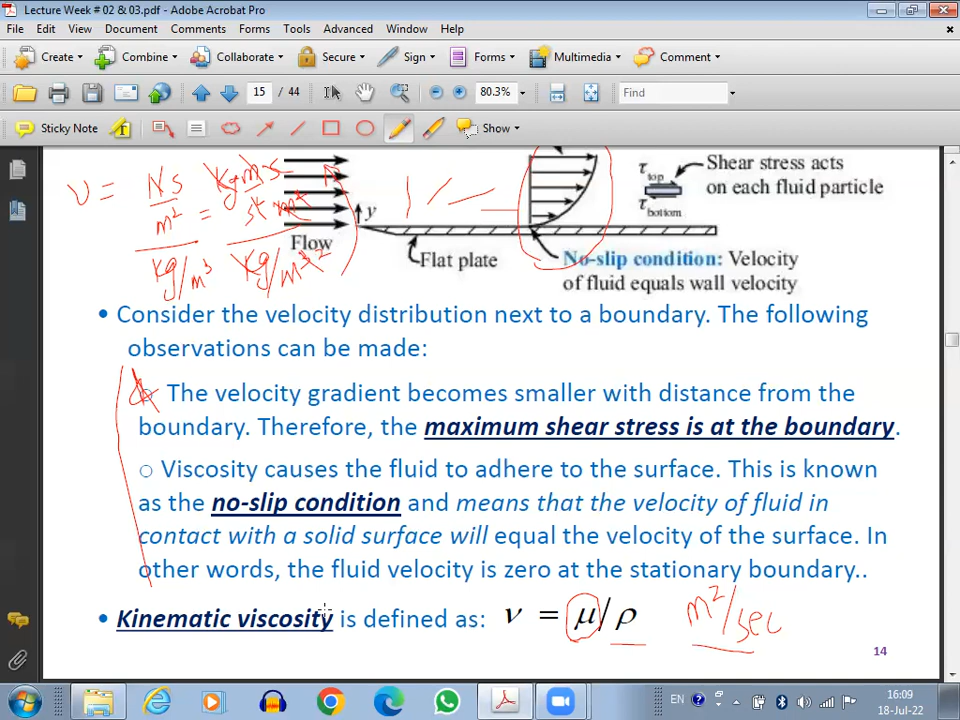 Lecture Week # 02 & 03.pdf - Adobe Acrobat Pro
File Edit View Document Comments Forms Tools Advanced Window Help
Create Combine Collaborate Secure Sign Forms Multimedia Comment
15 / 44 80.3% Find
Sticky Note Show
ν = Ns/m² / kg/m³ =
y
Flow
Flat plate
τtop
τbottom
Shear stress acts
on each fluid particle
No-slip condition: Velocity
of fluid equals wall velocity
• Consider the velocity distribution next to a boundary. The following
observations can be made:
The velocity gradient becomes smaller with distance from the
boundary. Therefore, the maximum shear stress is at the boundary.
○ Viscosity causes the fluid to adhere to the surface. This is known
as the no-slip condition and means that the velocity of fluid in
contact with a solid surface will equal the velocity of the surface. In
other words, the fluid velocity is zero at the stationary boundary..
• Kinematic viscosity is defined as: ν = μ/ρ m²/sec
14
EN 16:09
18-Jul-22